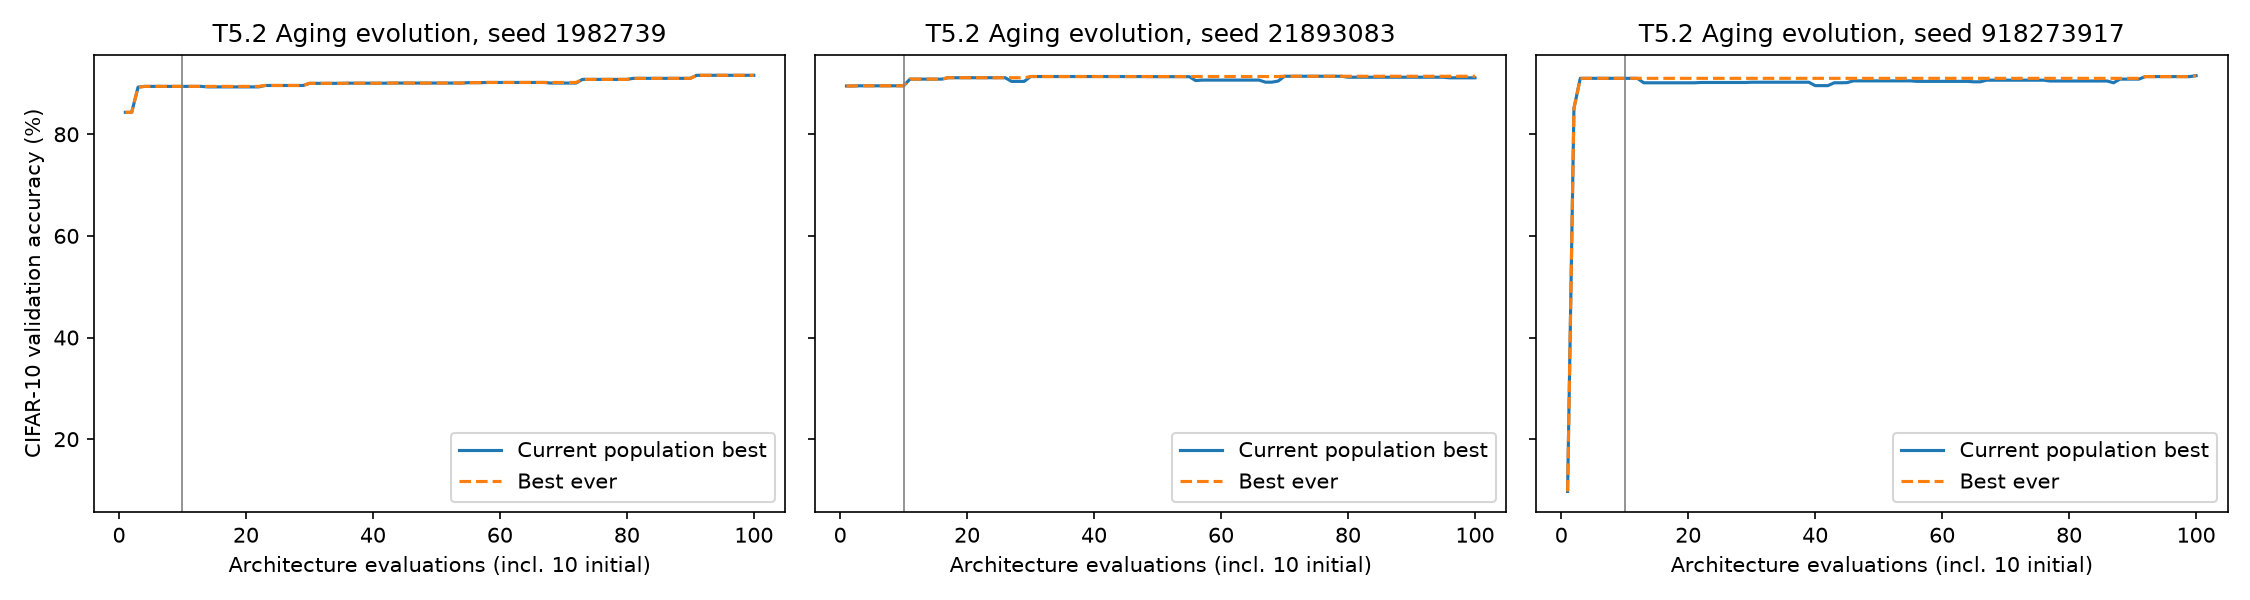 T5.2 Aging evolution, seed 1982739
CIFAR-10 validation accuracy (%)
80
60
40
20
Current population best
Best ever
0 20 40 60 80 100
Architecture evaluations (incl. 10 initial)
T5.2 Aging evolution, seed 21893083
Current population best
Best ever
0 20 40 60 80 100
Architecture evaluations (incl. 10 initial)
T5.2 Aging evolution, seed 918273917
Current population best
Best ever
0 20 40 60 80 100
Architecture evaluations (incl. 10 initial)